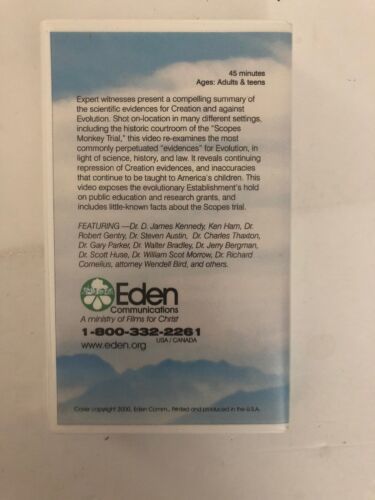 45 minutes
Ages: Adults & teens
Expert witnesses present a compelling summary of
the scientific evidences for Creation and against
Evolution. Shot on-location in many different settings,
including the historic courtroom of the "Scopes
Monkey Trial," this video re-examines the most
commonly perpetuated "evidences" for Evolution, in
light of science, history, and law. It reveals continuing
repression of Creation evidences, and inaccuracies
that continue to be taught to America's children. This
video exposes the evolutionary Establishment's hold
on public education and research grants, and
includes little-known facts about the Scopes trial.
FEATURING —Dr. D. James Kennedy, Ken Ham, Dr.
Robert Gentry, Dr. Steven Austin, Dr. Charles Thaxton,
Dr. Gary Parker, Dr. Walter Bradley, Dr. Jerry Bergman,
Dr. Scott Huse, Dr. William Scot Morrow, Dr. Richard
Cornelius, attorney Wendell Bird, and others.
Eden
Communications
A ministry of Films for Christ
1-800-332-2261
USA / CANADA
www.eden.org
Cover copyright 2000, Eden Comm., Printed and produced in the U.S.A.